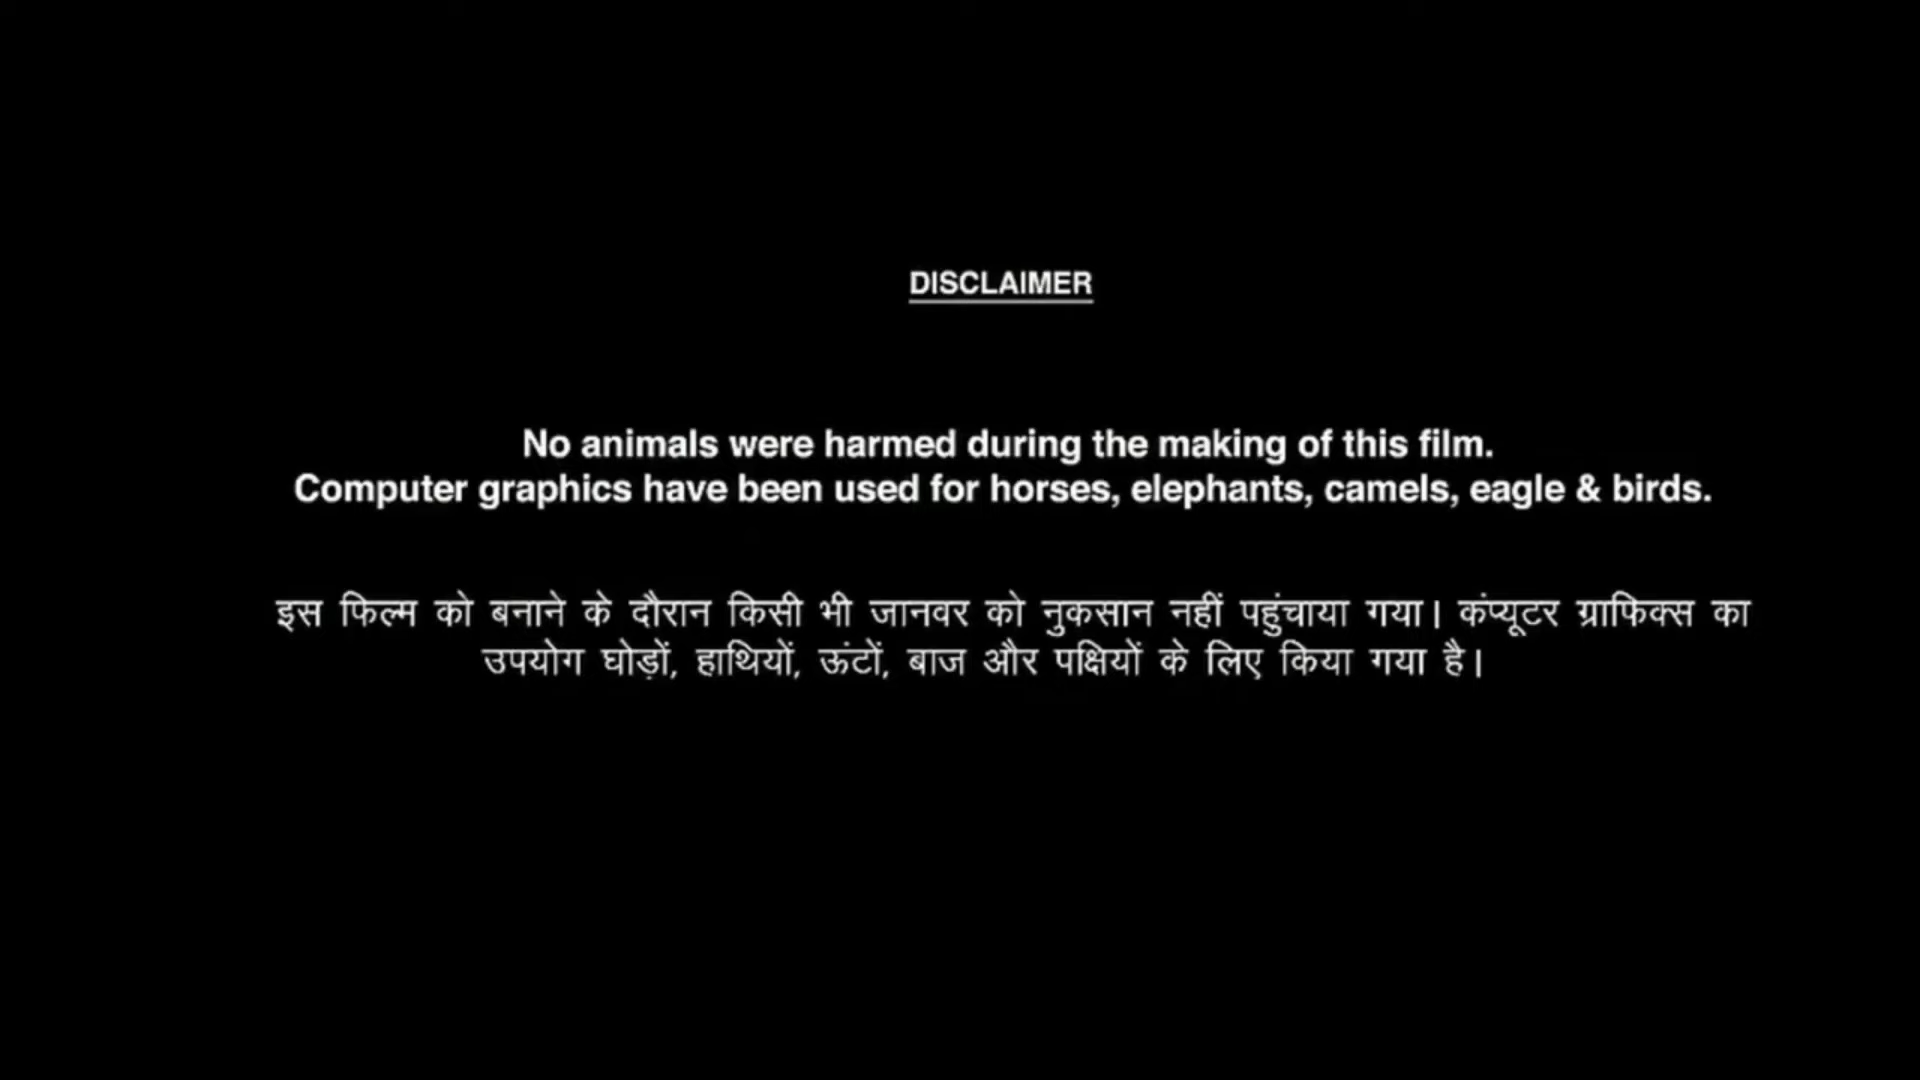 DISCLAIMER
No animals were harmed during the making of this film.
Computer graphics have been used for horses, elephants, camels, eagle & birds.
इस फिल्म को बनाने के दौरान किसी भी जानवर को नुकसान नहीं पहुंचाया गया। कंप्यूटर ग्राफिक्स का
उपयोग घोड़ों, हाथियों, ऊंटों, बाज और पक्षियों के लिए किया गया है।